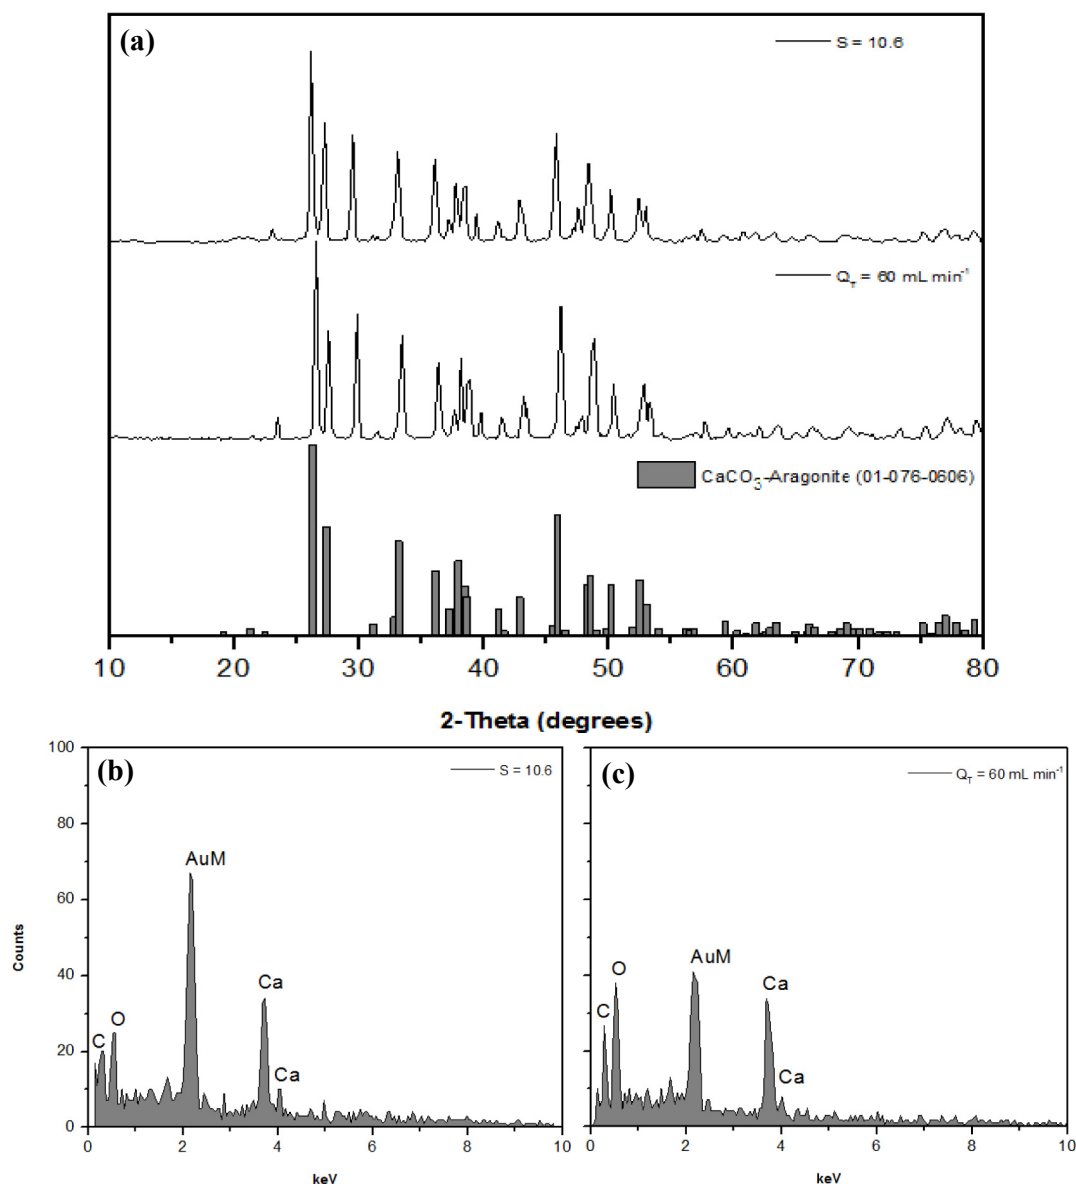 (a)
S = 10.6
Q_T = 60 mL min⁻¹
CaCO₃-Aragonite (01-076-0606)
10 20 30 40 50 60 70 80
2-Theta (degrees)
(b)
S = 10.6
100
80
60
40
20
0
Counts
C
O
AuM
Ca
Ca
0 2 4 6 8 10
keV
(c)
Q_T = 60 mL min⁻¹
C
O
AuM
Ca
Ca
0 2 4 6 8 10
keV